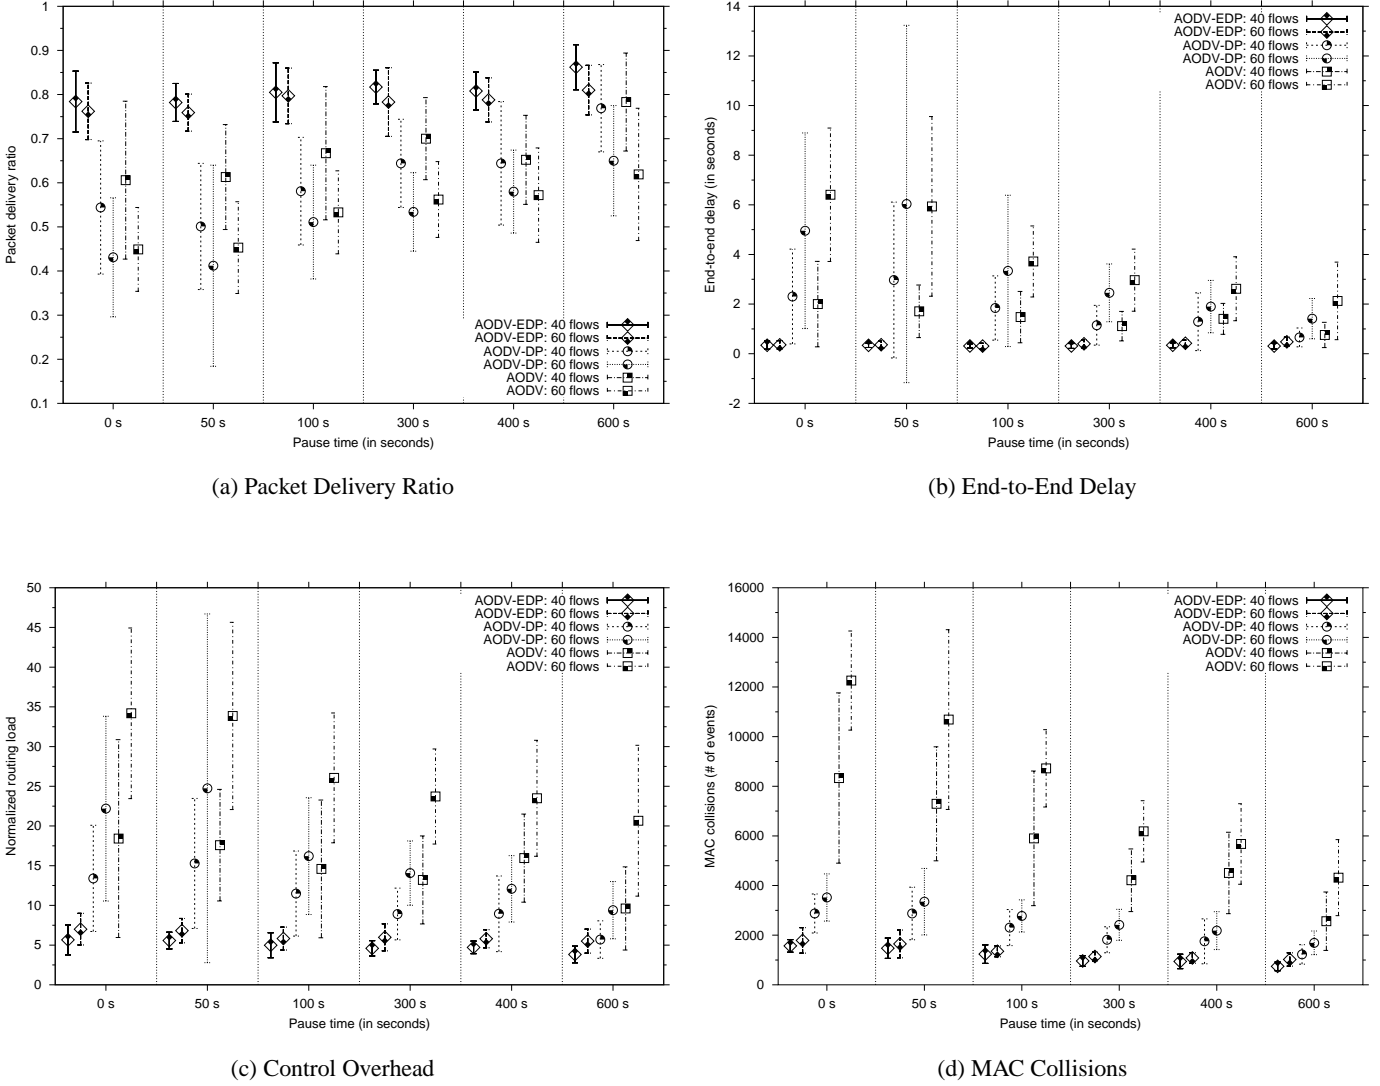 1
0.9
0.8
0.7
0.6
0.5
0.4
0.3
0.2
0.1
Packet delivery ratio
AODV-EDP: 40 flows
AODV-EDP: 60 flows
AODV-DP: 40 flows
AODV-DP: 60 flows
AODV: 40 flows
AODV: 60 flows
0 s 50 s 100 s 300 s 400 s 600 s
Pause time (in seconds)
(a) Packet Delivery Ratio
14
12
10
8
6
4
2
0
-2
End-to-end delay (in seconds)
AODV-EDP: 40 flows
AODV-EDP: 60 flows
AODV-DP: 40 flows
AODV-DP: 60 flows
AODV: 40 flows
AODV: 60 flows
0 s 50 s 100 s 300 s 400 s 600 s
Pause time (in seconds)
(b) End-to-End Delay
50
45
40
35
30
25
20
15
10
5
0
Normalized routing load
AODV-EDP: 40 flows
AODV-EDP: 60 flows
AODV-DP: 40 flows
AODV-DP: 60 flows
AODV: 40 flows
AODV: 60 flows
0 s 50 s 100 s 300 s 400 s 600 s
Pause time (in seconds)
(c) Control Overhead
16000
14000
12000
10000
8000
6000
4000
2000
0
MAC collisions (# of events)
AODV-EDP: 40 flows
AODV-EDP: 60 flows
AODV-DP: 40 flows
AODV-DP: 60 flows
AODV: 40 flows
AODV: 60 flows
0 s 50 s 100 s 300 s 400 s 600 s
Pause time (in seconds)
(d) MAC Collisions